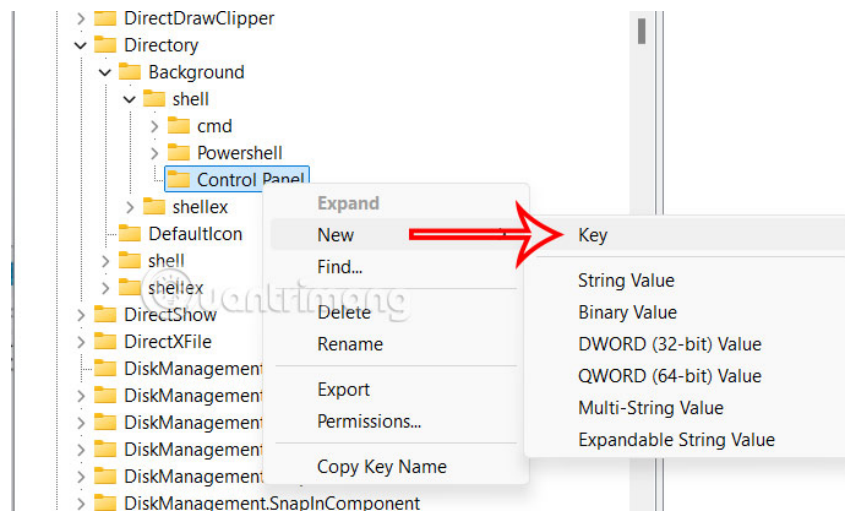 DirectDrawClipper
Directory
Background
shell
cmd
Powershell
Control Panel
shellex
DefaultIcon
shell
shellex
DirectShow
DirectXFile
DiskManagement
DiskManagement
DiskManagement
DiskManagement
DiskManagement.
DiskManagement.SnapInComponent
Expand
New
Find...
Delete
Rename
Export
Permissions...
Copy Key Name
Key
String Value
Binary Value
DWORD (32-bit) Value
QWORD (64-bit) Value
Multi-String Value
Expandable String Value
Quantrimang